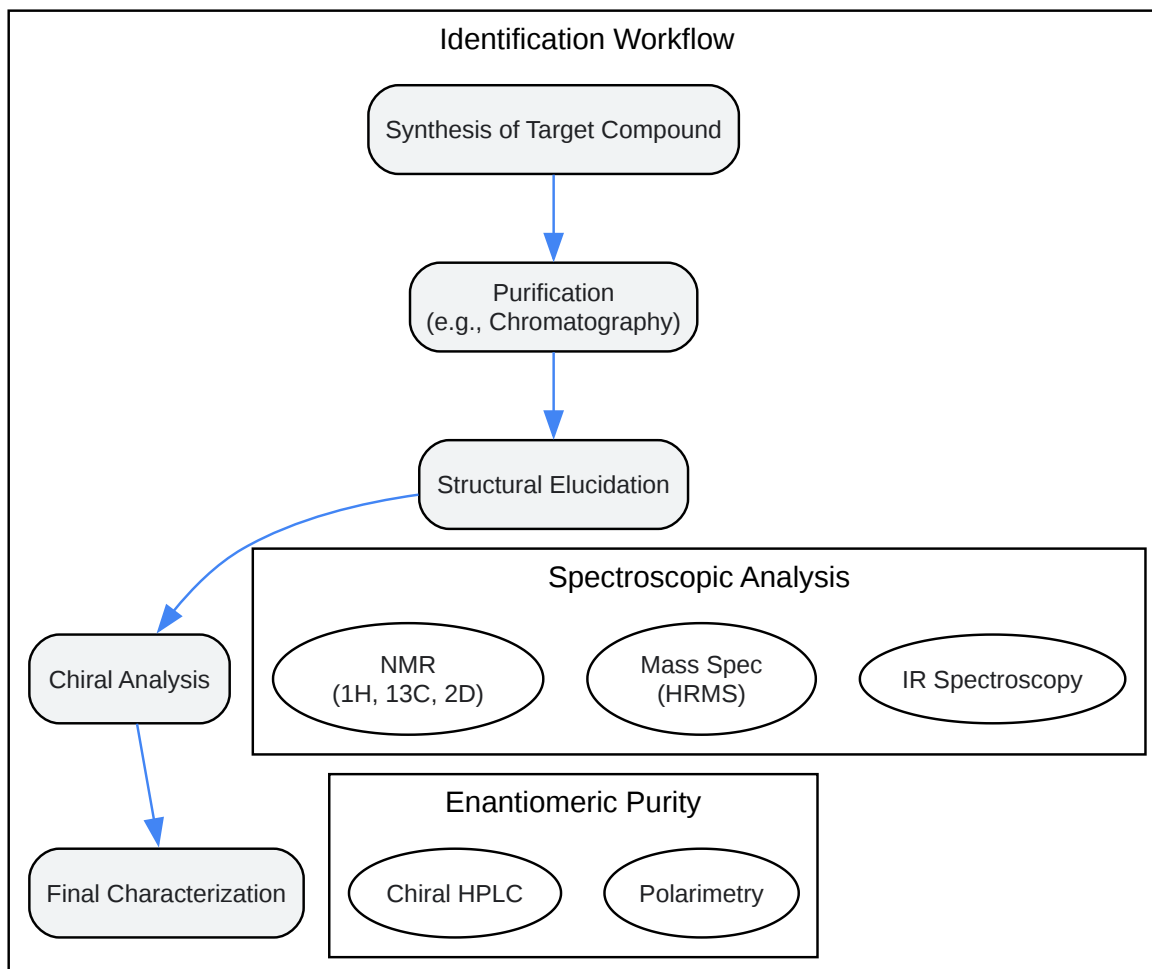 Identification Workflow
Synthesis of Target Compound
Purification
(e.g., Chromatography)
Structural Elucidation
Spectroscopic Analysis
NMR
(1H, 13C, 2D)
Mass Spec
(HRMS)
IR Spectroscopy
Chiral Analysis
Enantiomeric Purity
Chiral HPLC
Polarimetry
Final Characterization